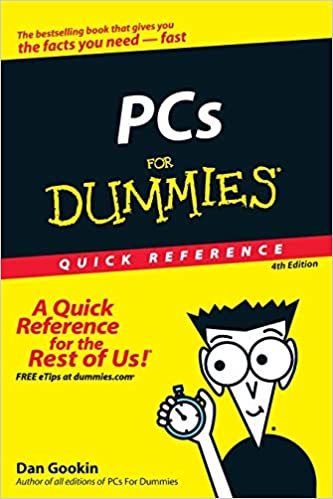 The bestselling book that gives you
the facts you need — fast
PCs
FOR
DUMMIES®
QUICK REFERENCE
4th Edition
A Quick
Reference
for the
Rest of Us!®
FREE eTips at dummies.com®
Dan Gookin
Author of all editions of PCs For Dummies